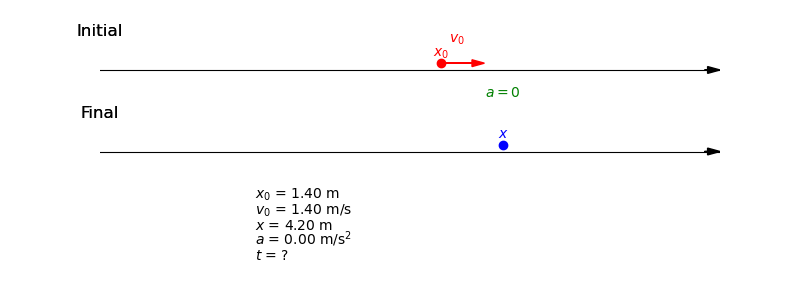 Initial
v₀
x₀
a = 0
Final
x
x₀ = 1.40 m
v₀ = 1.40 m/s
x = 4.20 m
a = 0.00 m/s²
t = ?